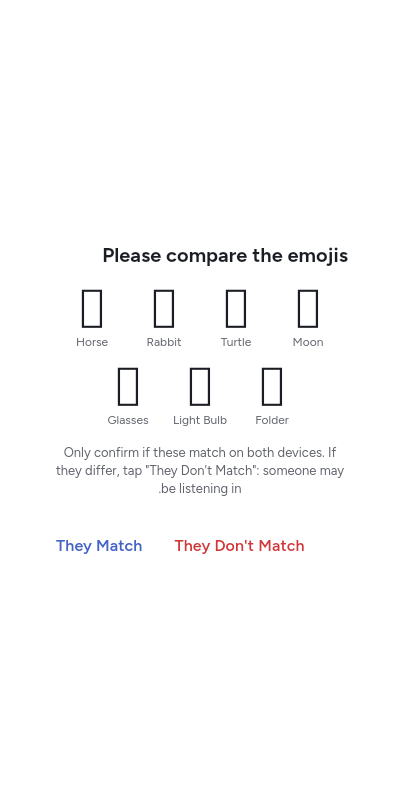 Please compare the emojis
Horse Rabbit Turtle Moon
Glasses Light Bulb Folder
Only confirm if these match on both devices. If
they differ, tap "They Don't Match": someone may
.be listening in
They Match They Don't Match